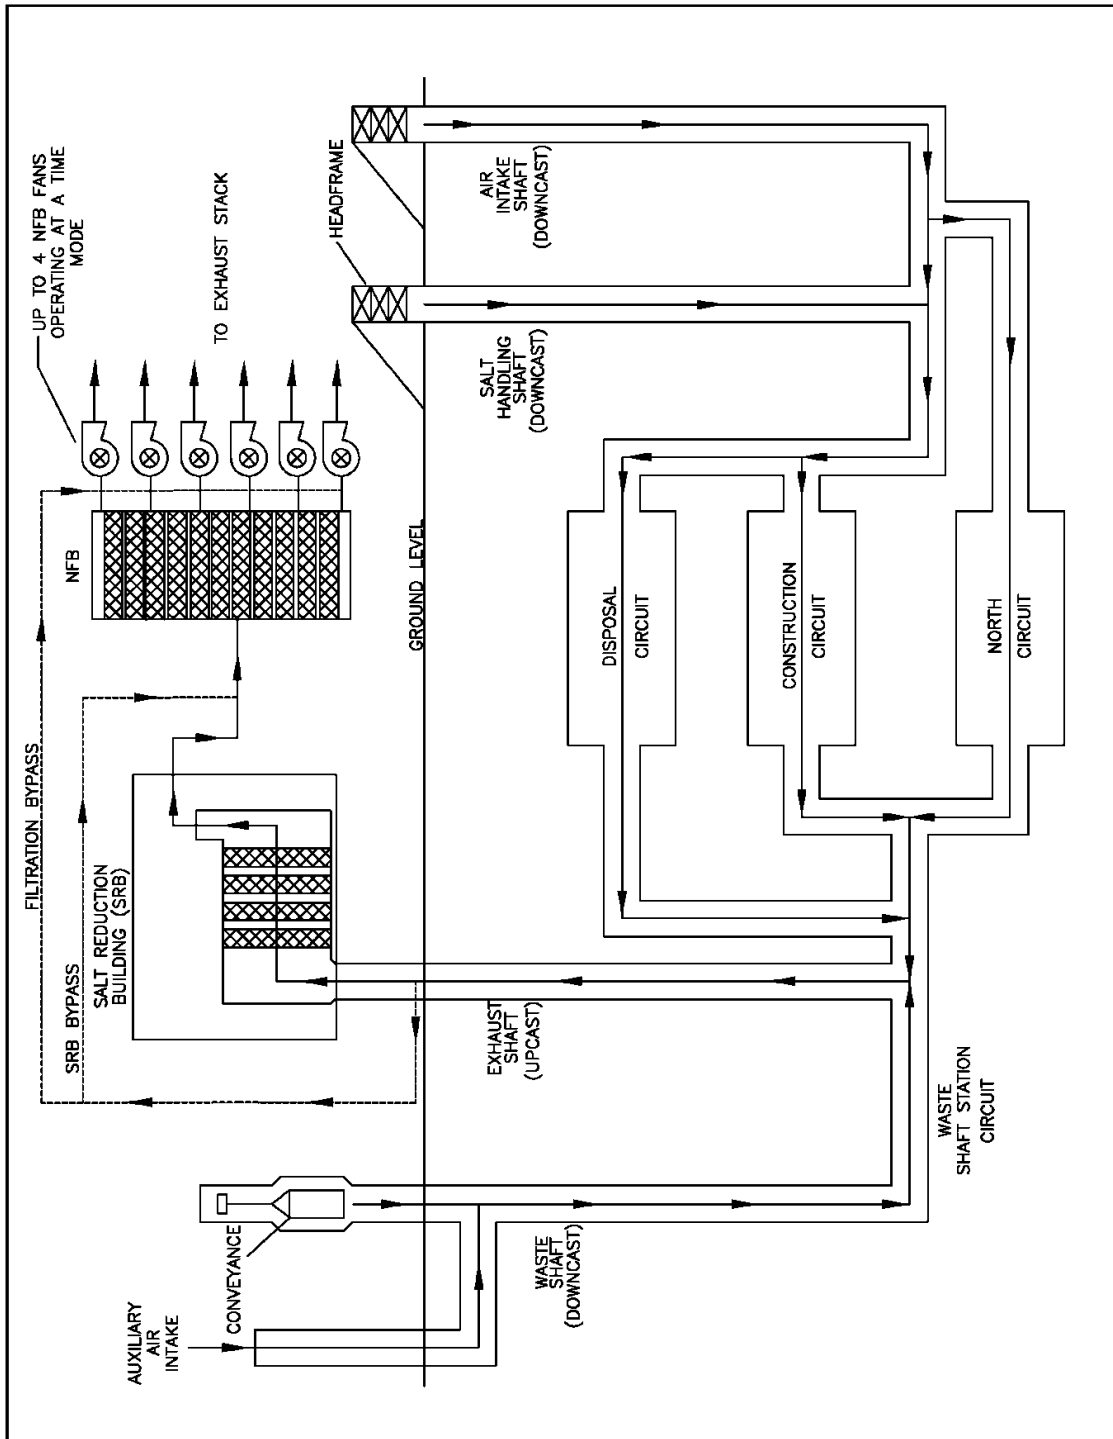 UP TO 4 NFB FANS
OPERATING AT A TIME
MODE
TO EXHAUST STACK
HEADFRAME
NFB
FILTRATION BYPASS
SRB BYPASS
SALT REDUCTION
BUILDING (SRB)
CONVEYANCE
AUXILIARY
AIR
INTAKE
GROUND LEVEL
AIR
INTAKE
SHAFT
(DOWNCAST)
SALT
HANDLING
SHAFT
(DOWNCAST)
EXHAUST
SHAFT
(UPCAST)
WASTE
SHAFT
(DOWNCAST)
DISPOSAL
CIRCUIT
CONSTRUCTION
CIRCUIT
NORTH
CIRCUIT
WASTE
SHAFT STATION
CIRCUIT